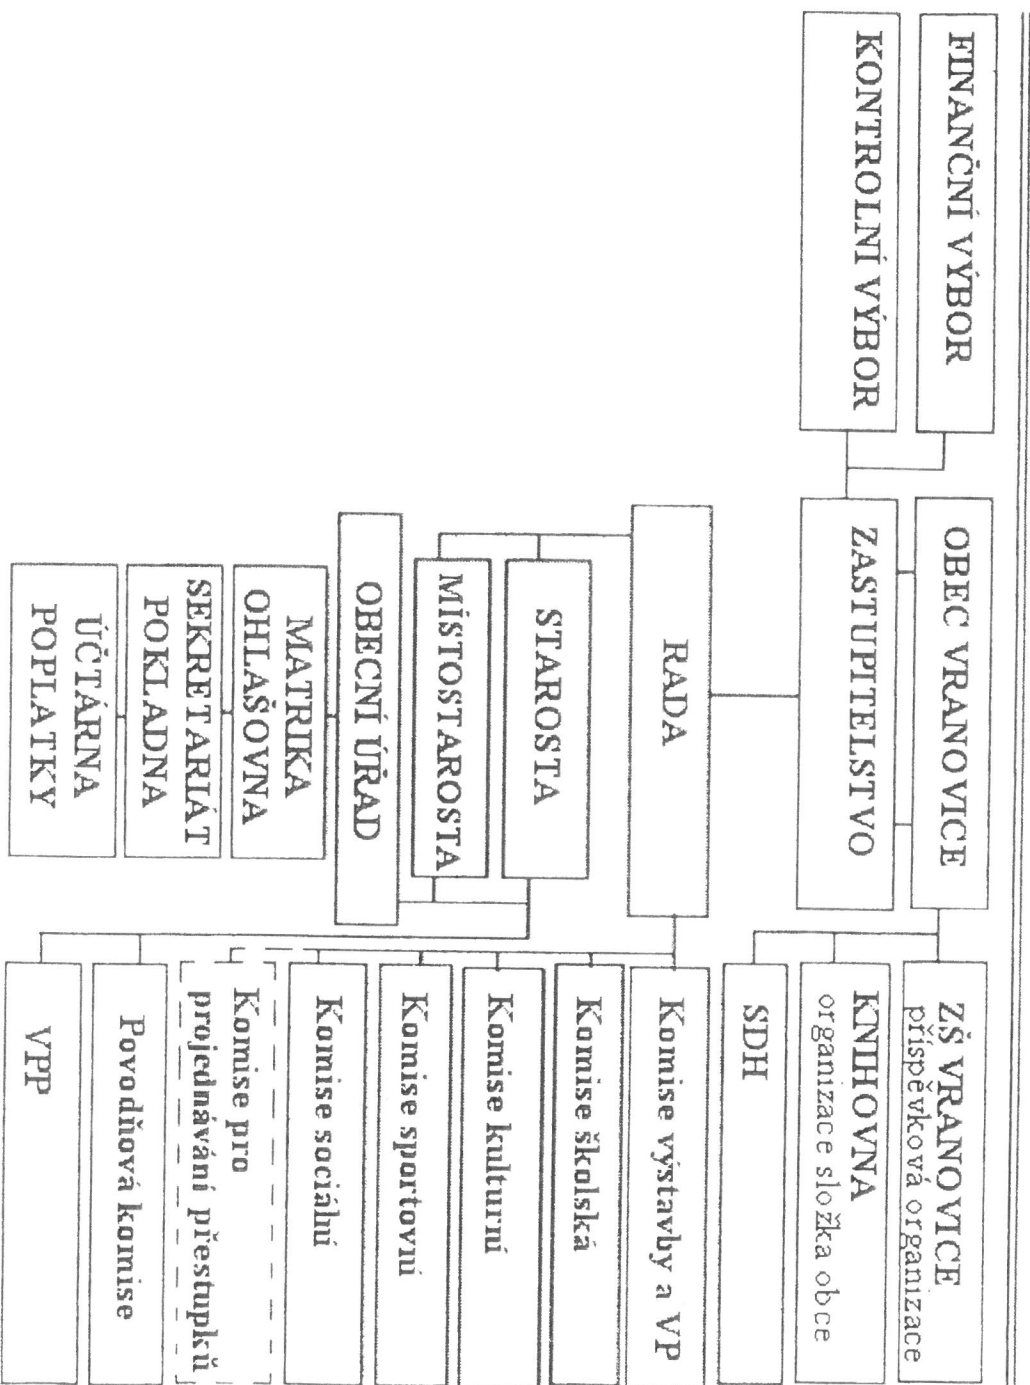 FINANČNÍ VÝBOR
KONTROLNÍ VÝBOR
OBEC VRANOVICE
ZASTUPITELSTVO
RADA
STAROSTA
MÍSTOSTAROSTA
OBECNÍ ÚŘAD
MATRIKA
OHLAŠOVNA
SEKRETARIÁT
POKLADNA
ÚČTÁRNA
POPLATKY
ZŠ VRANOVICE
příspěvková organizace
KNIHOVNA
organizace složka obce
SDH
Komise výstavby a VP
Komise školská
Komise kulturní
Komise sportovní
Komise sociální
Komise pro
projednávání přestupků
Povodňová komise
VPP